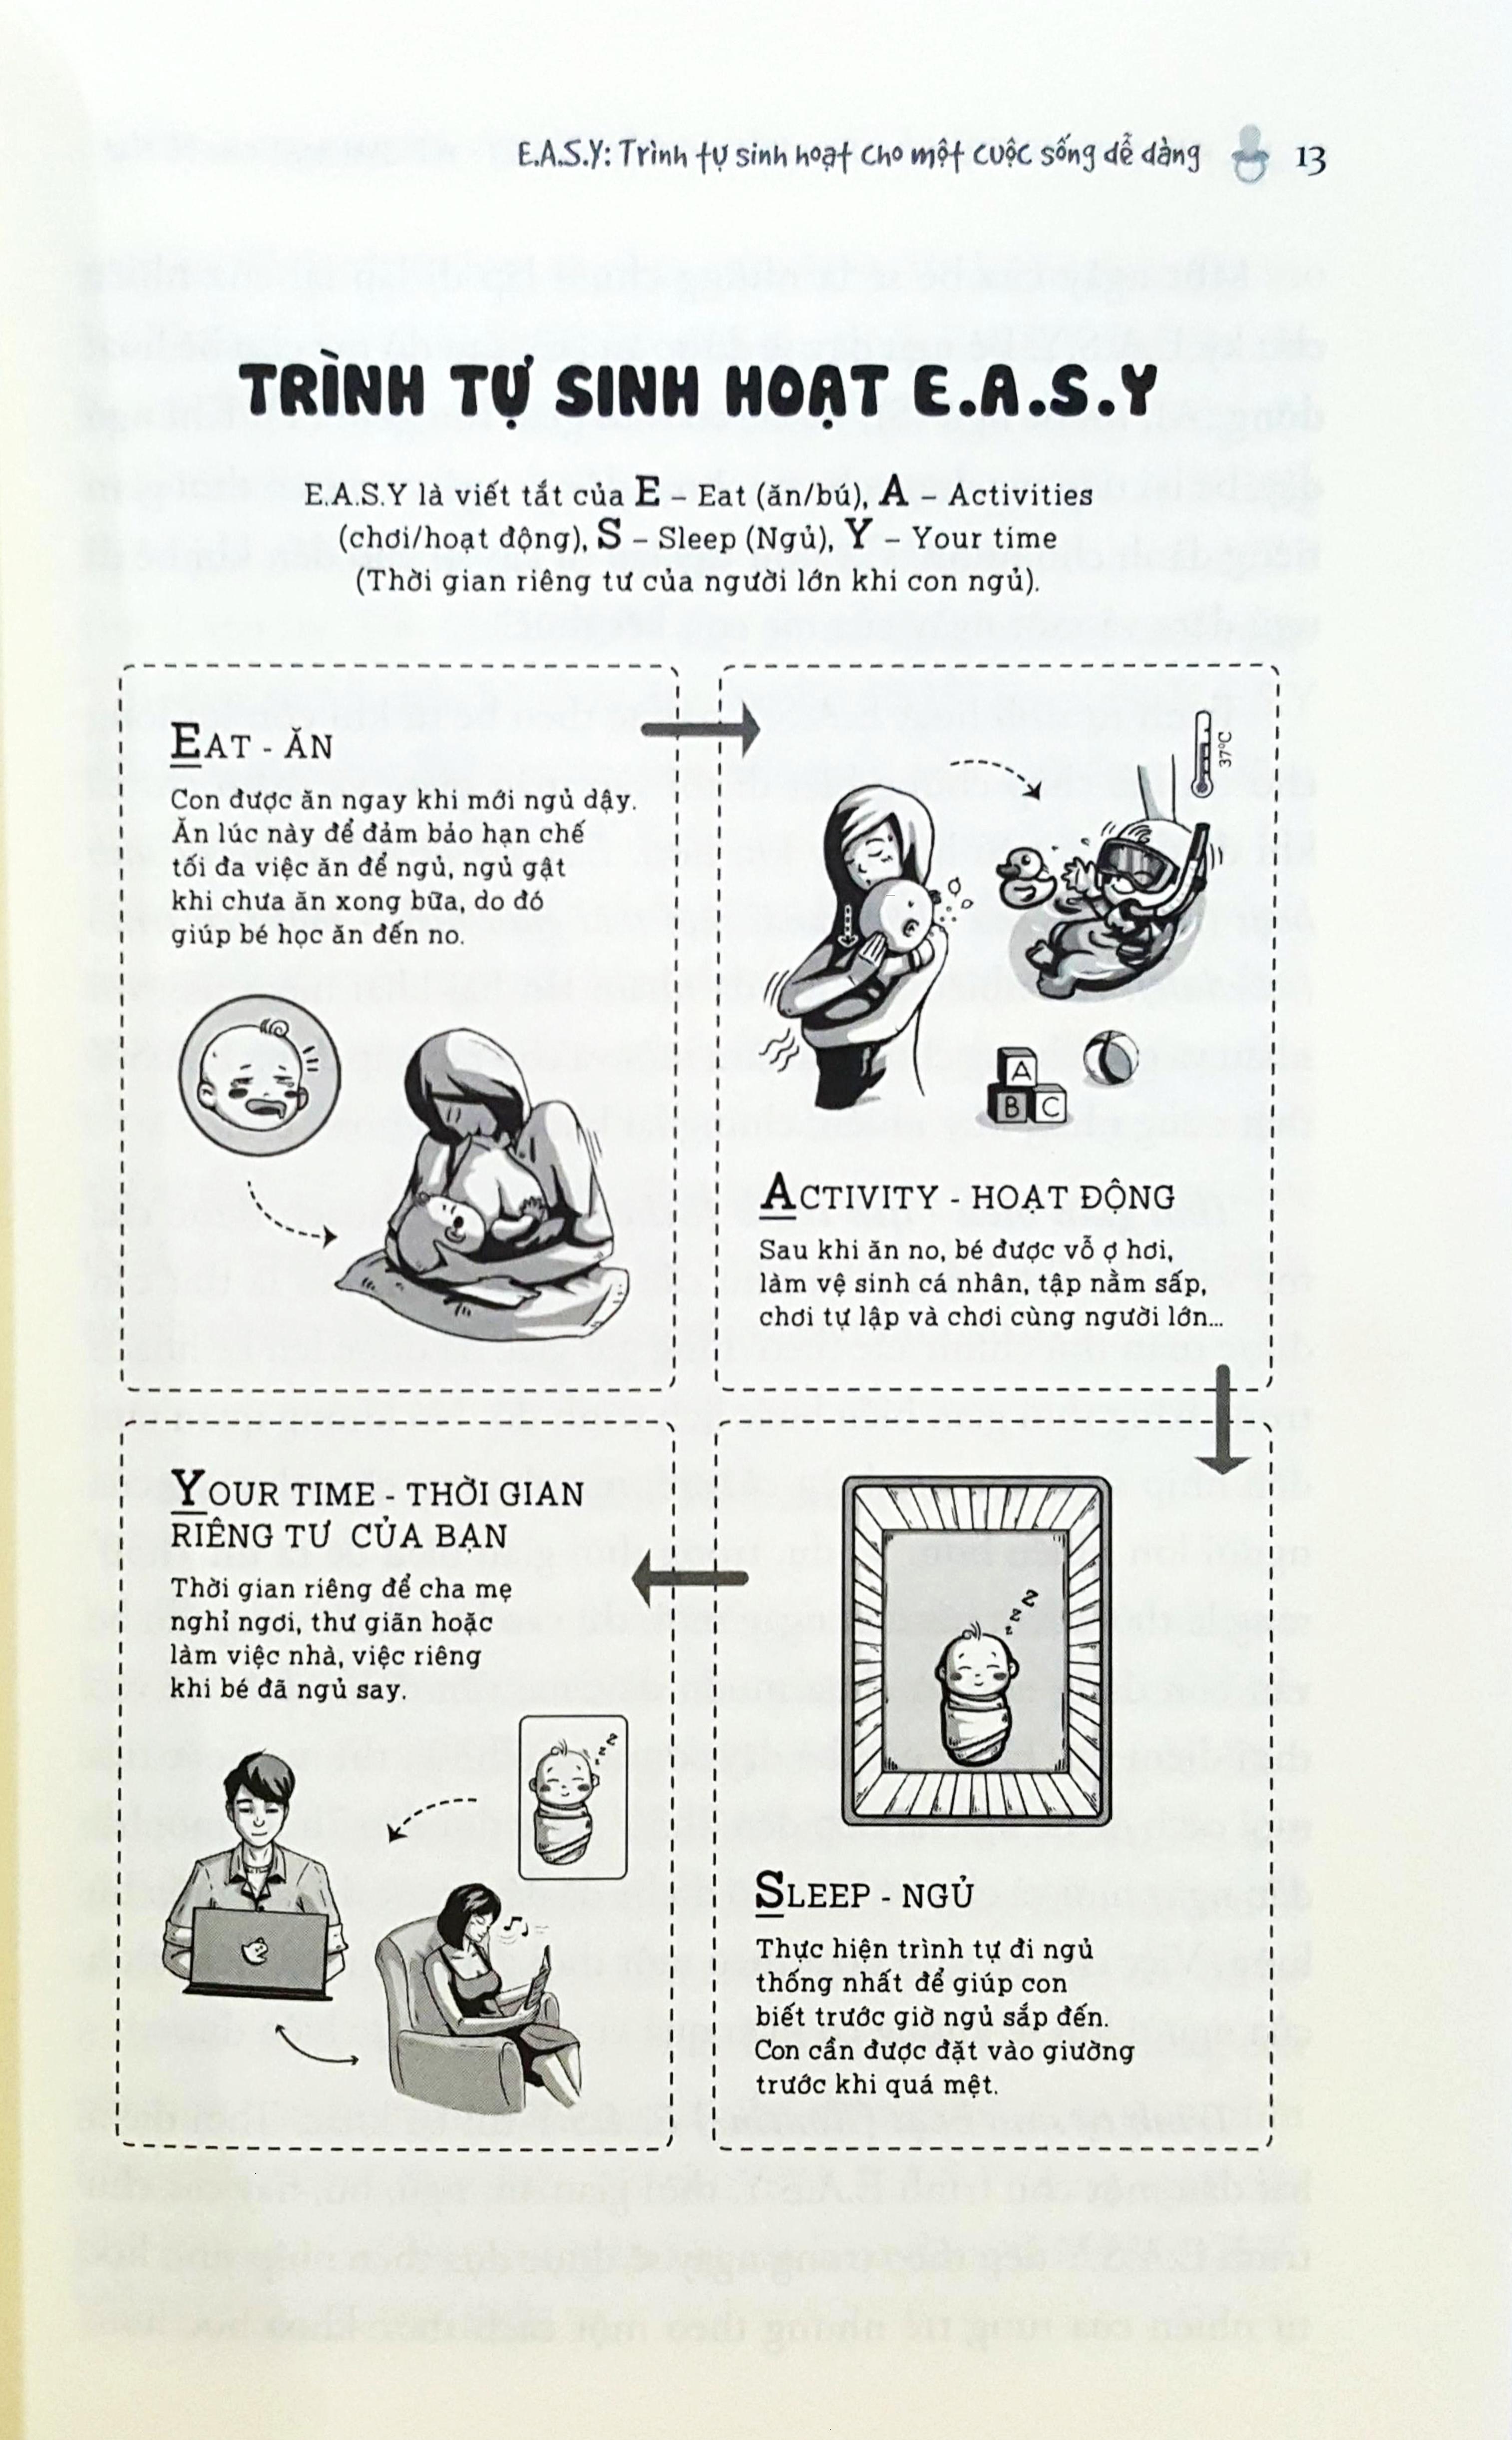 E.A.S.Y: Trình tự sinh hoạt cho một cuộc sống dễ dàng 13
TRÌNH TỰ SINH HOẠT E.A.S.Y
E.A.S.Y là viết tắt của E – Eat (ăn/bú), A – Activities
(chơi/hoạt động), S – Sleep (Ngủ), Y – Your time
(Thời gian riêng tư của người lớn khi con ngủ).
EAT - ĂN
Con được ăn ngay khi mới ngủ dậy.
Ăn lúc này để đảm bảo hạn chế
tối đa việc ăn để ngủ, ngủ gật
khi chưa ăn xong bữa, do đó
giúp bé học ăn đến no.
37°C
A
B C
ACTIVITY - HOẠT ĐỘNG
Sau khi ăn no, bé được vỗ ợ hơi,
làm vệ sinh cá nhân, tập nằm sấp,
chơi tự lập và chơi cùng người lớn...
z z z
SLEEP - NGỦ
Thực hiện trình tự đi ngủ
thống nhất để giúp con
biết trước giờ ngủ sắp đến.
Con cần được đặt vào giường
trước khi quá mệt.
YOUR TIME - THỜI GIAN
RIÊNG TƯ CỦA BẠN
Thời gian riêng để cha mẹ
nghỉ ngơi, thư giãn hoặc
làm việc nhà, việc riêng
khi bé đã ngủ say.
z z z